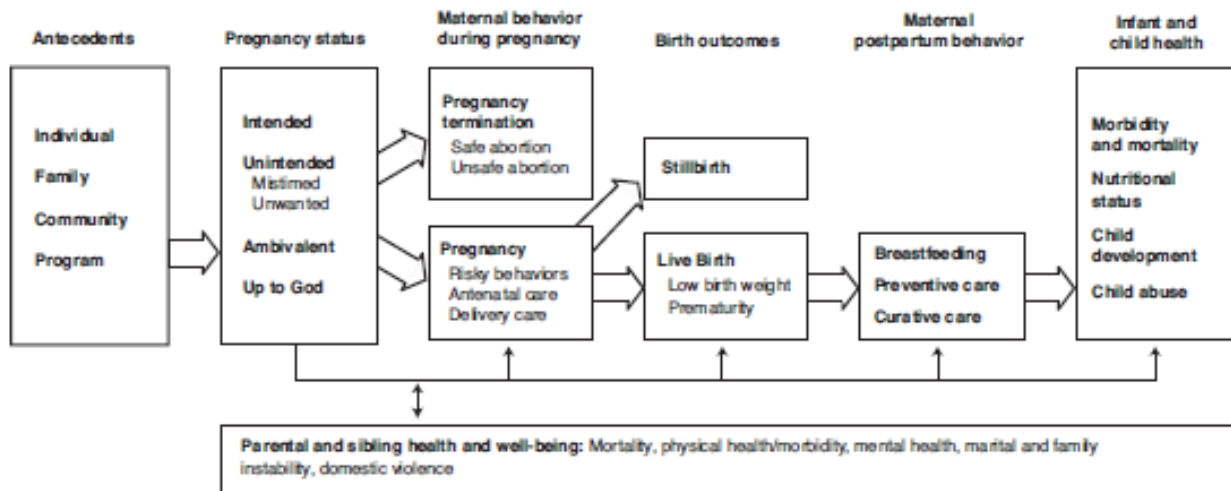 Antecedents
Pregnancy status
Maternal behavior
during pregnancy
Birth outcomes
Maternal
postpartum behavior
Infant and
child health
Individual
Family
Community
Program
Intended
Unintended
Mistimed
Unwanted
Ambivalent
Up to God
Pregnancy
termination
Safe abortion
Unsafe abortion
Pregnancy
Risky behaviors
Antenatal care
Delivery care
Stillbirth
Live Birth
Low birth weight
Prematurity
Breastfeeding
Preventive care
Curative care
Morbidity
and mortality
Nutritional
status
Child
development
Child abuse
Parental and sibling health and well-being: Mortality, physical health/morbidity, mental health, marital and family
instability, domestic violence